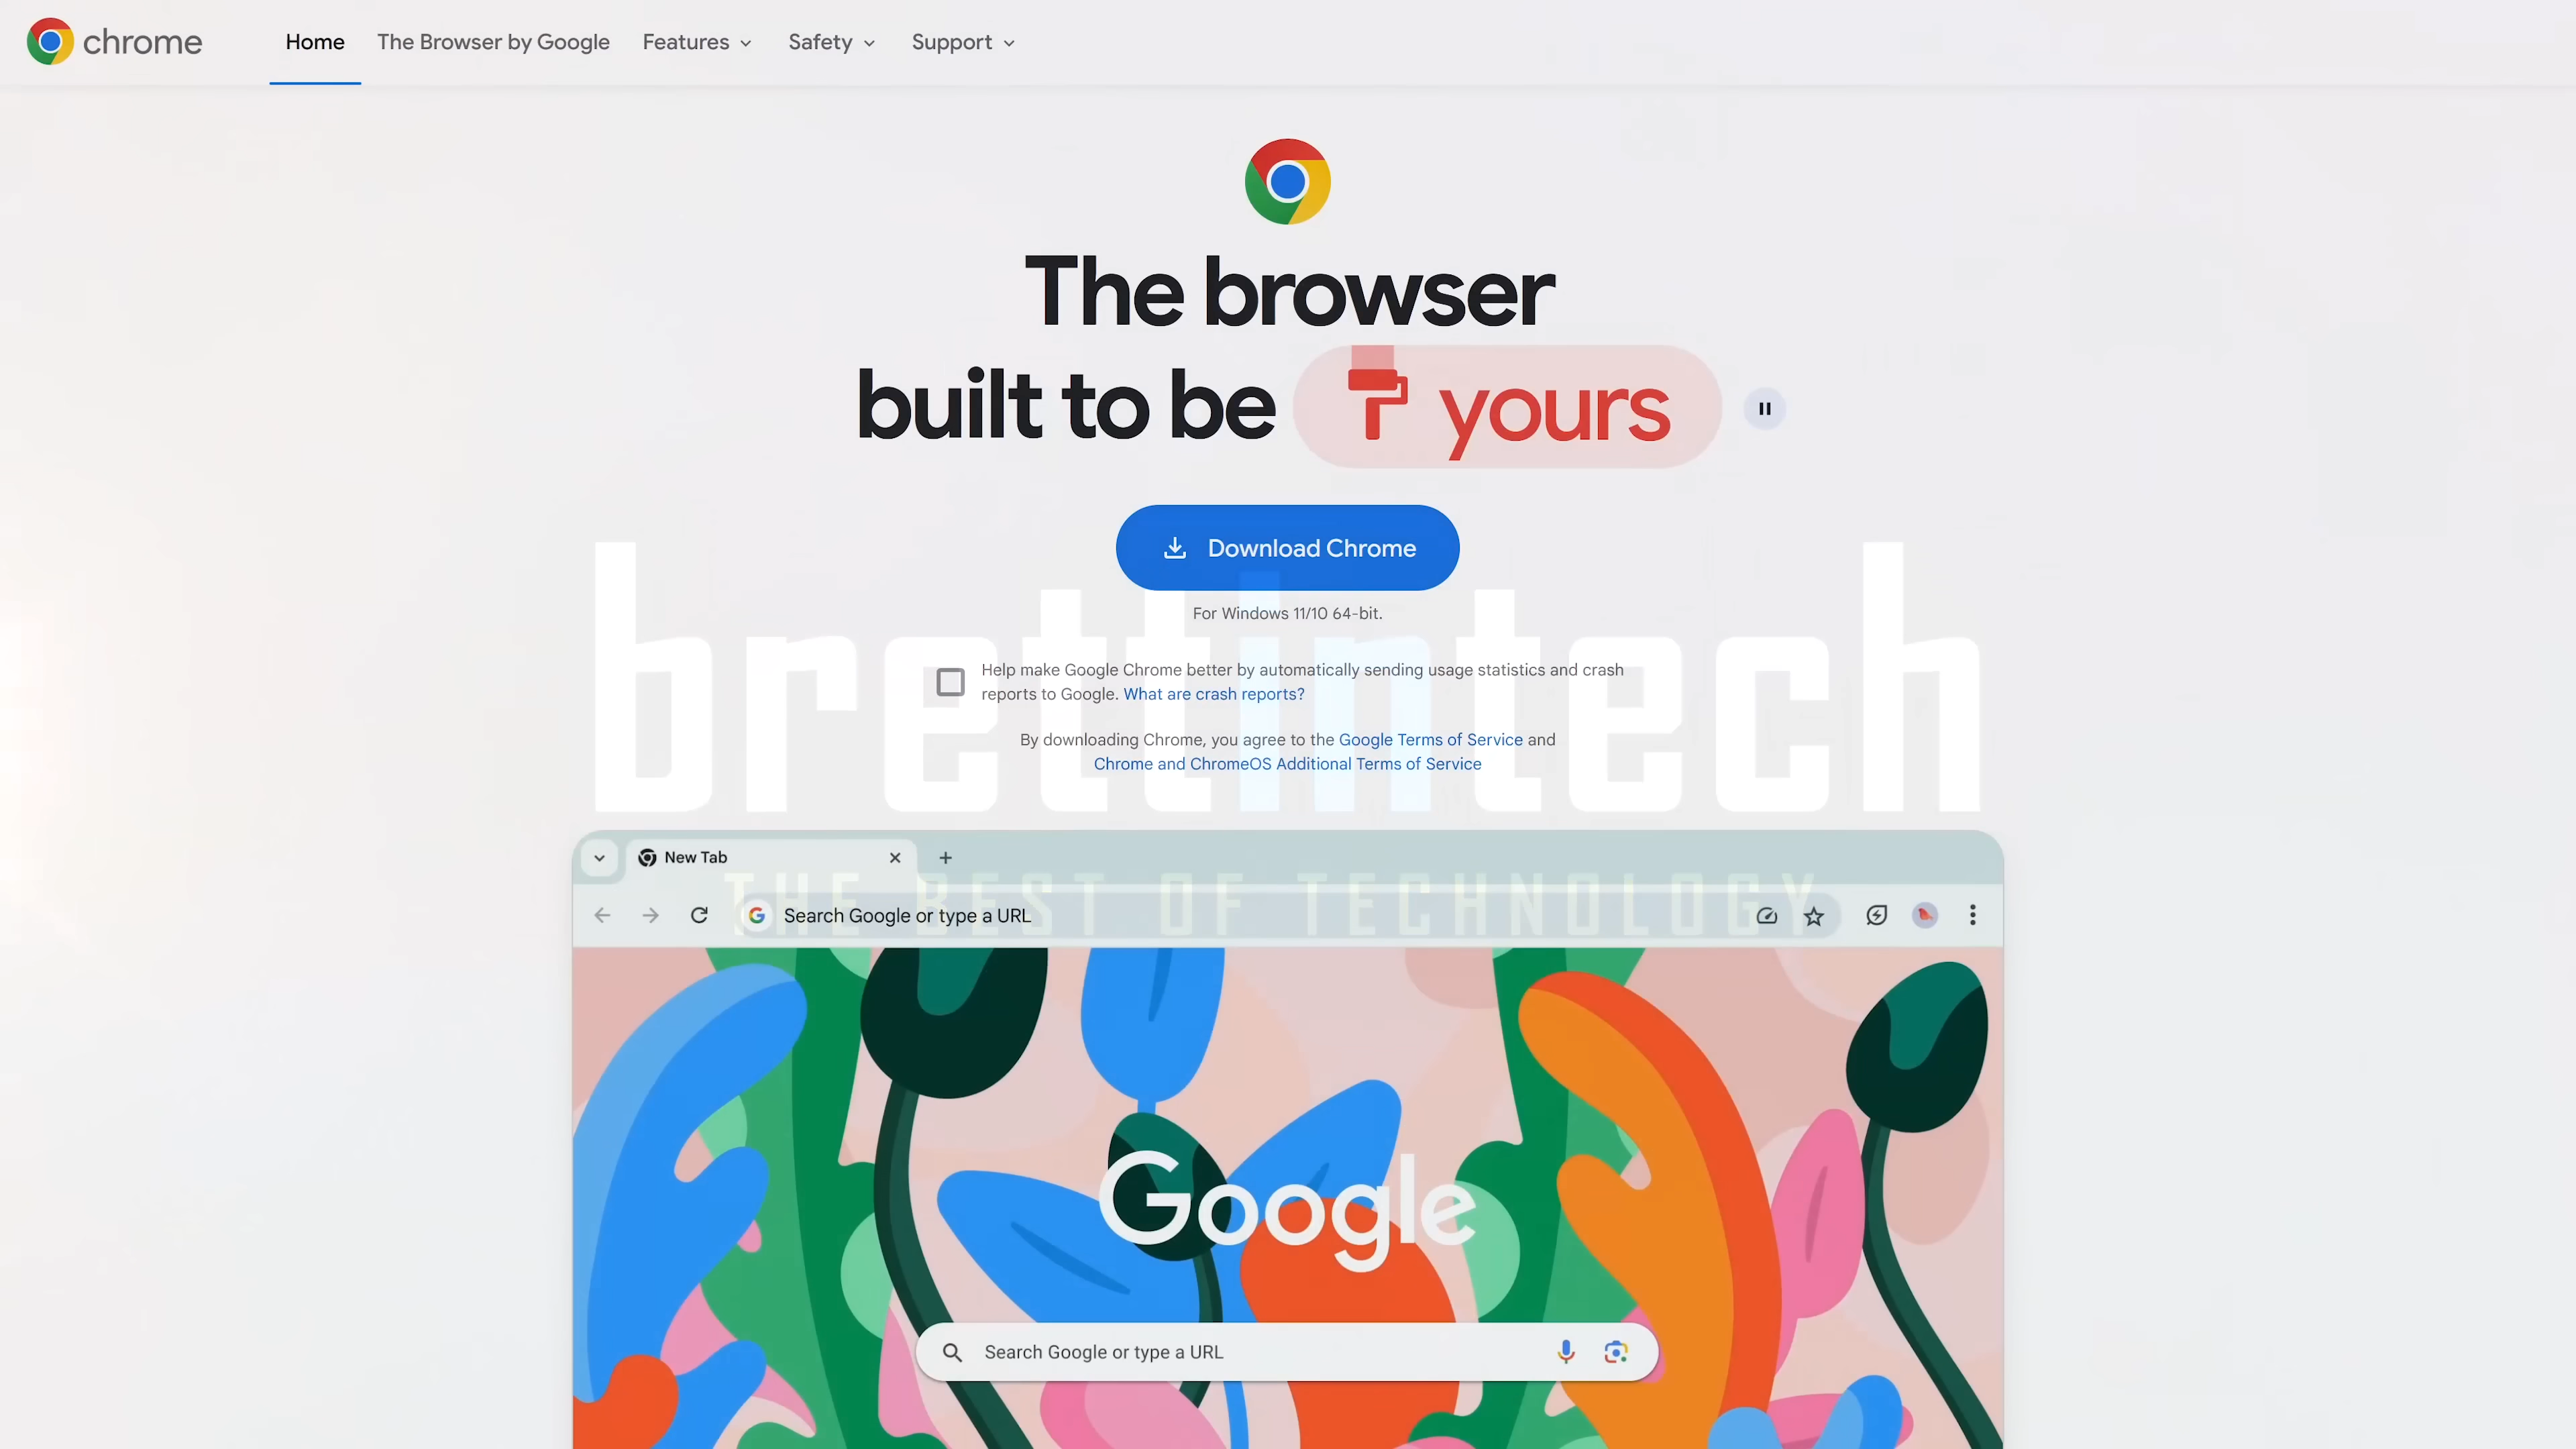 chrome
Home
The Browser by Google
Features
Safety
Support
The browser
built to be yours
Download Chrome
For Windows 11/10 64-bit.
brettintech
Help make Google Chrome better by automatically sending usage statistics and crash
reports to Google. What are crash reports?
By downloading Chrome, you agree to the Google Terms of Service and
Chrome and ChromeOS Additional Terms of Service
New Tab
THE BEST OF TECHNOLOGY
Search Google or type a URL
Google
Search Google or type a URL